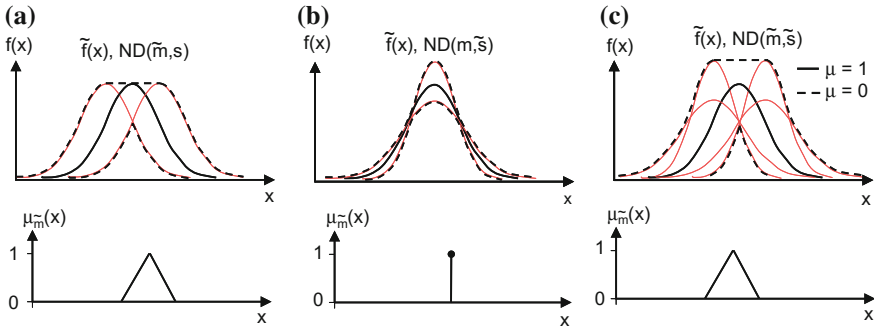 (a)
f(x)
f̃(x), ND(m̃,s)
x
μm̃(x)
1
0
x
(b)
f(x)
f̃(x), ND(m,s̃)
x
μm̃(x)
1
0
x
(c)
f(x)
f̃(x), ND(m̃,s̃)
μ = 1
μ = 0
x
μm̃(x)
1
0
x